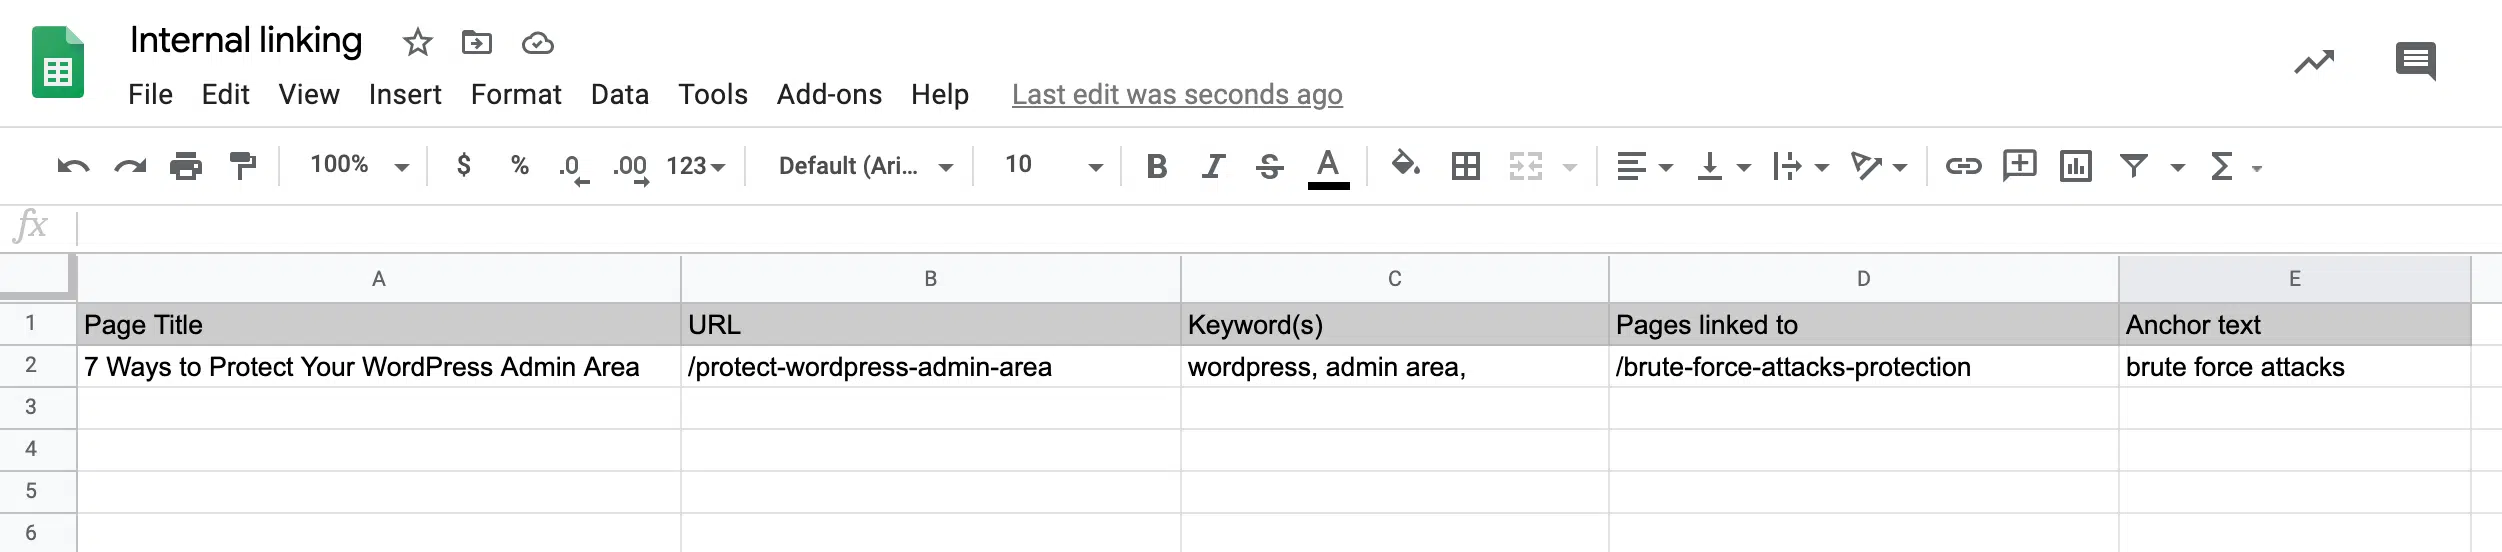 Internal linking
File Edit View Insert Format Data Tools Add-ons Help Last edit was seconds ago
100% $ % .0 .00 123 Default (Ari... 10 B I S A Σ
fx
A B C D E
1 Page Title URL Keyword(s) Pages linked to Anchor text
2 7 Ways to Protect Your WordPress Admin Area /protect-wordpress-admin-area wordpress, admin area, /brute-force-attacks-protection brute force attacks
3
4
5
6